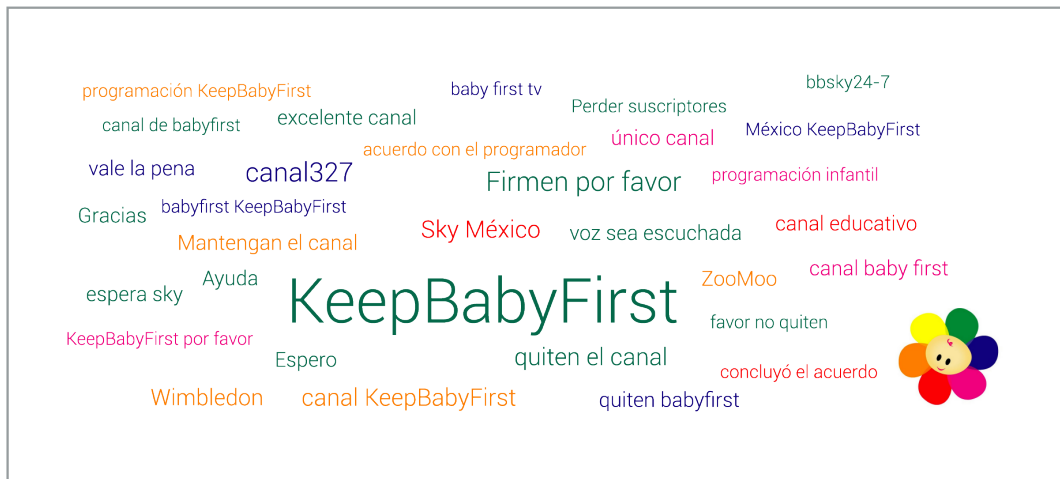 programación KeepBabyFirst
baby first tv
bbsky24-7
Perder suscriptores
canal de babyfirst
excelente canal
único canal
México KeepBabyFirst
acuerdo con el programador
vale la pena
canal327
Firmen por favor
programación infantil
Gracias
babyfirst KeepBabyFirst
Sky México
voz sea escuchada
canal educativo
Mantengan el canal
Ayuda
ZooMoo
canal baby first
espera sky
KeepBabyFirst
favor no quiten
KeepBabyFirst por favor
Espero
quiten el canal
concluyó el acuerdo
Wimbledon
canal KeepBabyFirst
quiten babyfirst